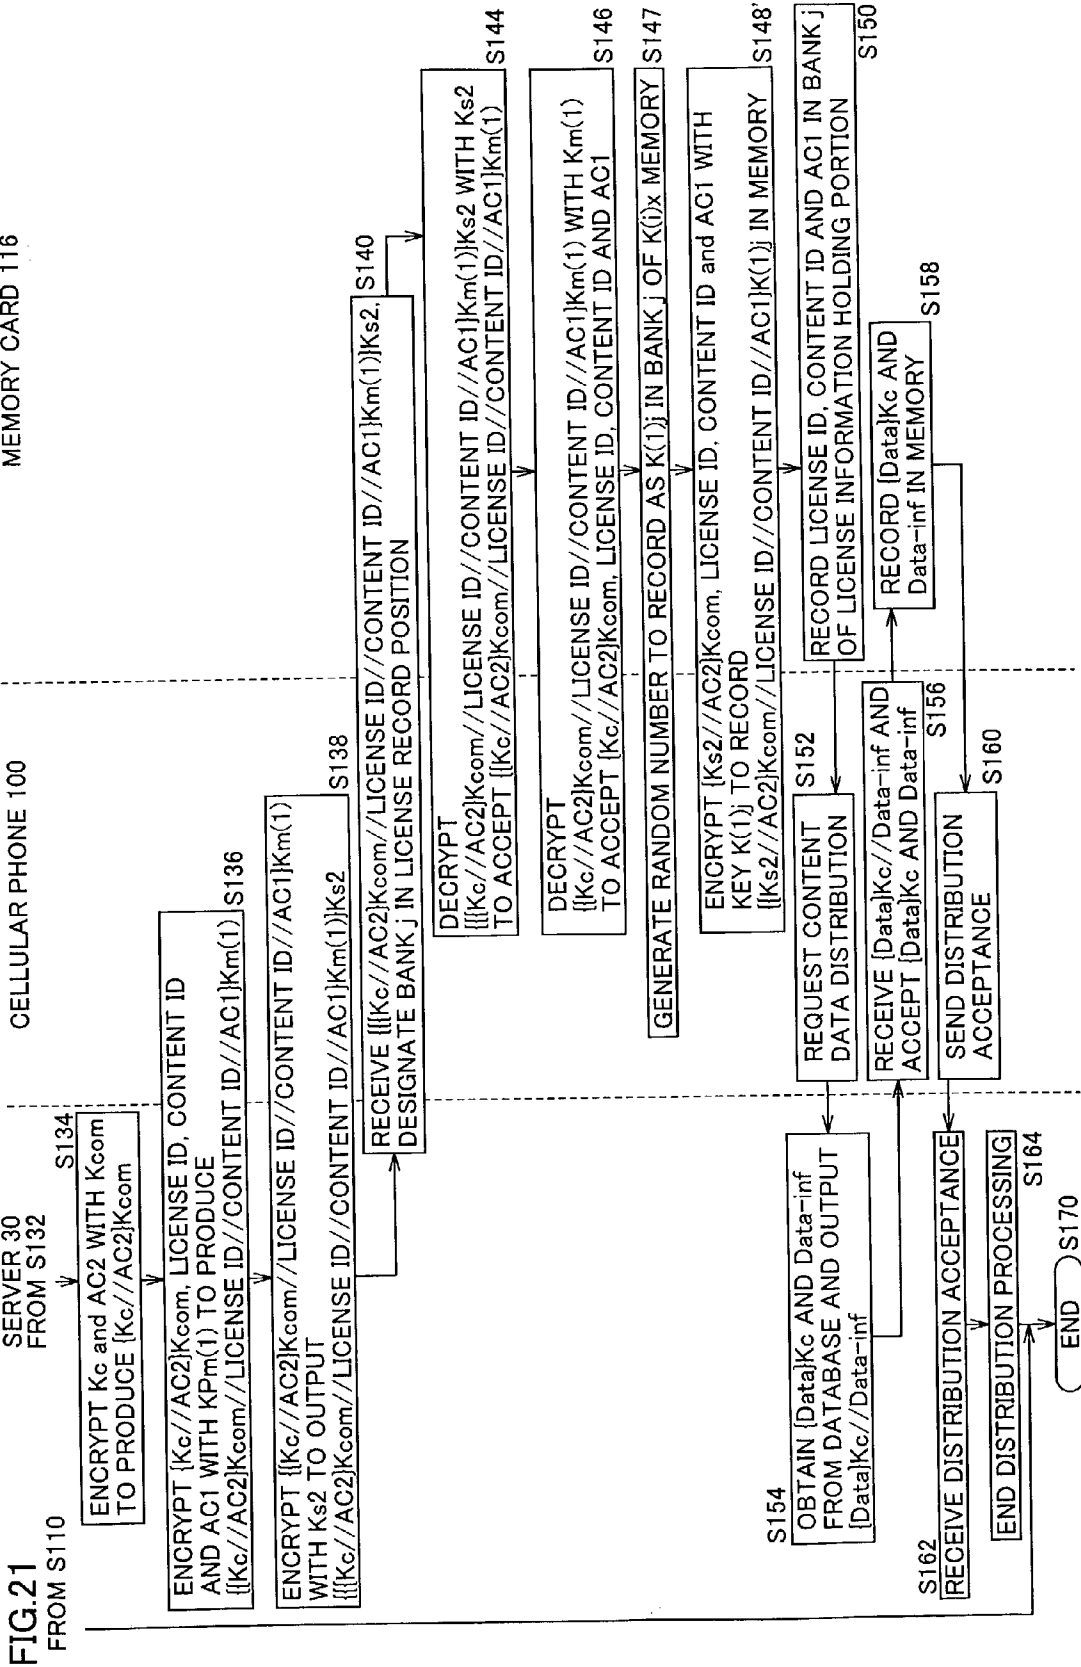 FIG.21
FROM S110
SERVER 30
FROM S132
CELLULAR PHONE 100
MEMORY CARD 116
S134
ENCRYPT Kc and AC2 WITH Kcom
TO PRODUCE {Kc//AC2}Kcom
S136
ENCRYPT {Kc//AC2}Kcom, LICENSE ID, CONTENT ID
AND AC1 WITH KPm(1) TO PRODUCE
{{Kc//AC2}Kcom//LICENSE ID//CONTENT ID//AC1}Km(1)
S138
ENCRYPT {{Kc//AC2}Kcom//LICENSE ID//CONTENT ID//AC1}Km(1)
WITH Ks2 TO OUTPUT
{{{Kc//AC2}Kcom//LICENSE ID//CONTENT ID//AC1}Km(1)}Ks2
S140
RECEIVE {{{Kc//AC2}Kcom//LICENSE ID//CONTENT ID//AC1}Km(1)}Ks2,
DESIGNATE BANK j IN LICENSE RECORD POSITION
DECRYPT
{{{Kc//AC2}Kcom//LICENSE ID//CONTENT ID//AC1}Km(1)}Ks2 WITH Ks2
TO ACCEPT {{Kc//AC2}Kcom//LICENSE ID//CONTENT ID//AC1}Km(1)
S144
DECRYPT
{{Kc//AC2}Kcom//LICENSE ID//CONTENT ID//AC1}Km(1) WITH Km(1)
TO ACCEPT {Kc//AC2}Kcom, LICENSE ID, CONTENT ID AND AC1
S146
GENERATE RANDOM NUMBER TO RECORD AS K(1)j IN BANK j OF K(i)x MEMORY
S147
ENCRYPT {Ks2//AC2}Kcom, LICENSE ID, CONTENT ID and AC1 WITH
KEY K(1)j TO RECORD
{{Ks2//AC2}Kcom//LICENSE ID//CONTENT ID//AC1}K(1)j IN MEMORY
S148'
RECORD LICENSE ID, CONTENT ID AND AC1 IN BANK j
OF LICENSE INFORMATION HOLDING PORTION
S150
S152
REQUEST CONTENT
DATA DISTRIBUTION
S154
OBTAIN {Data}Kc AND Data-inf
FROM DATABASE AND OUTPUT
{Data}Kc//Data-inf
RECEIVE {Data}Kc//Data-inf AND
ACCEPT {Data}Kc AND Data-inf
S156
S158
RECORD {Data}Kc AND
Data-inf IN MEMORY
SEND DISTRIBUTION
ACCEPTANCE
S160
S162
RECEIVE DISTRIBUTION ACCEPTANCE
END DISTRIBUTION PROCESSING
S164
END
S170